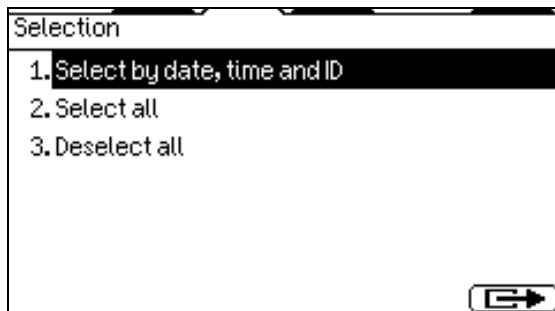 Selection
1. Select by date, time and ID
2. Select all
3. Deselect all